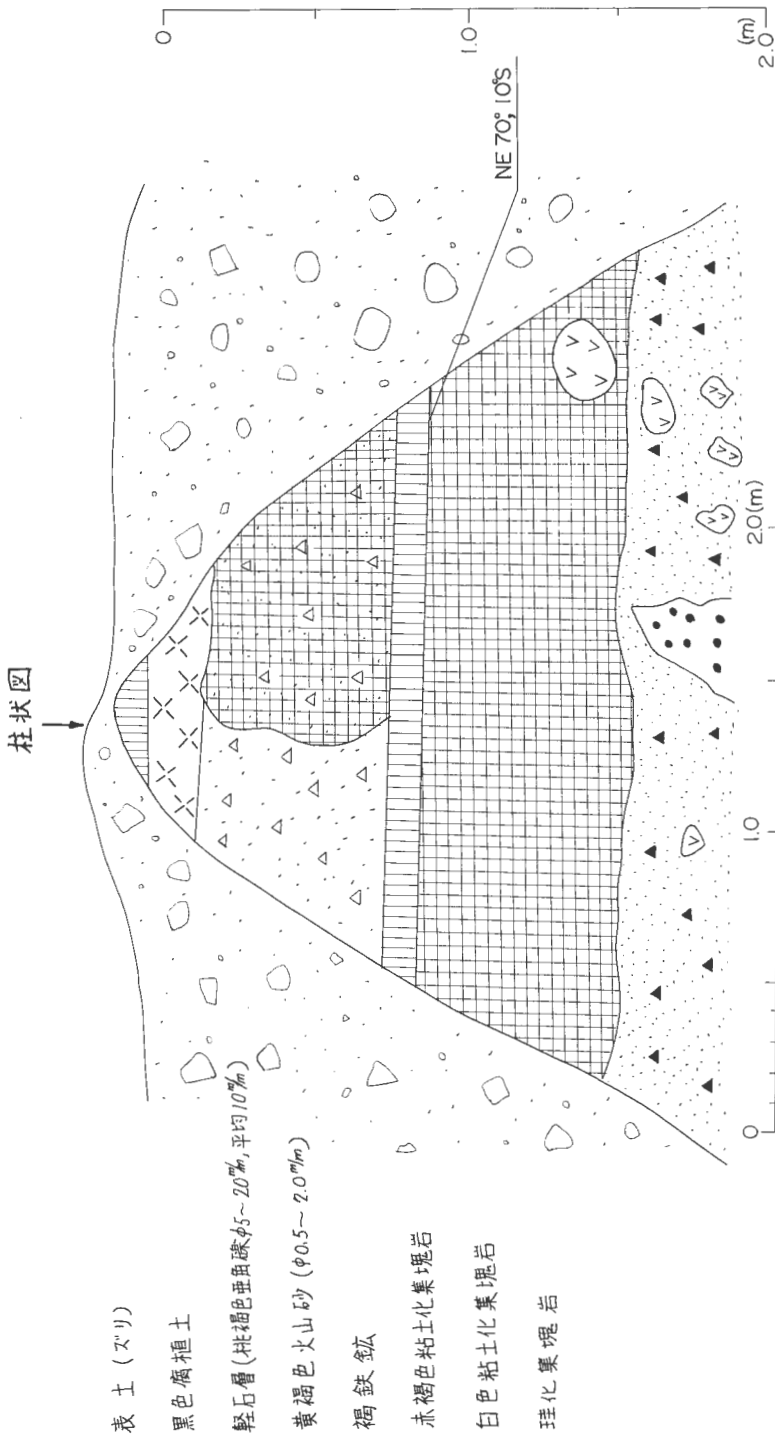 柱状図
表土 (ズリ)
黒色腐植土
軽石層(桃褐色亜角礫φ5~20m/m,平均10m/m)
黄褐色火山砂 (φ0.5~2.0m/m)
褐鉄鉱
赤褐色粘土化集塊岩
白色粘土化集塊岩
珪化集塊岩
NE 70°, 10°S
0
1.0
2.0
(m)
0
1.0
2.0(m)